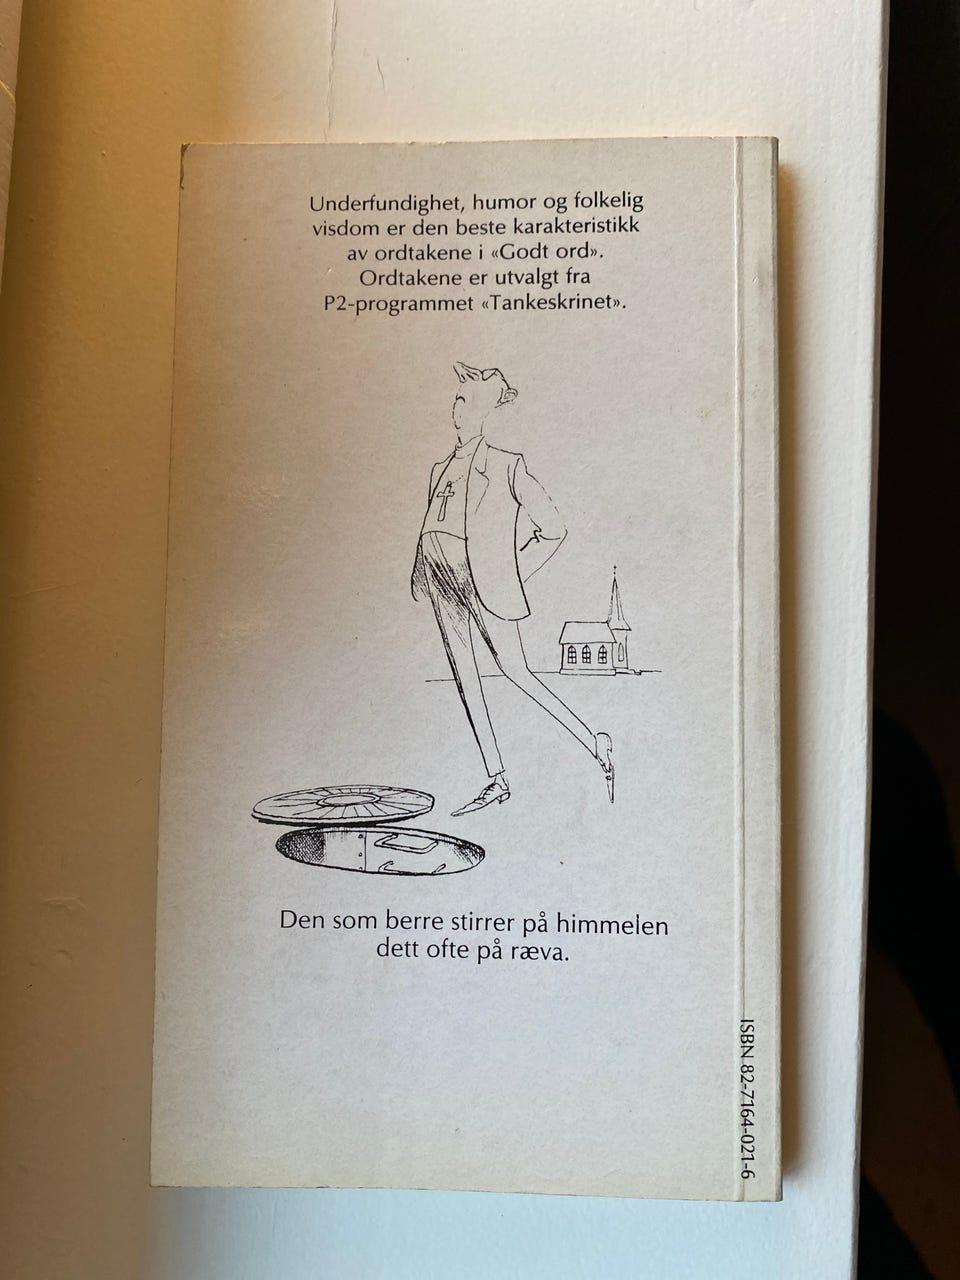 Underfundighet, humor og folkelig
visdom er den beste karakteristikk
av ordtakene i «Godt ord».
Ordtakene er utvalgt fra
P2-programmet «Tankeskrinet».
Den som berre stirrer på himmelen
dett ofte på ræva.
ISBN 82-7164-021-6